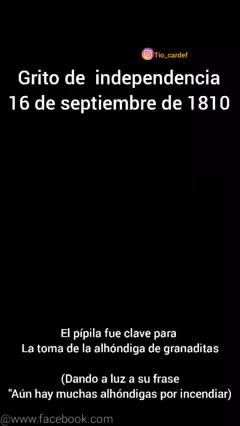 Tio_cardef
Grito de independencia
16 de septiembre de 1810
El pípila fue clave para
La toma de la alhóndiga de granaditas
(Dando a luz a su frase
"Aún hay muchas alhóndigas por incendiar)
@www.facebook.com